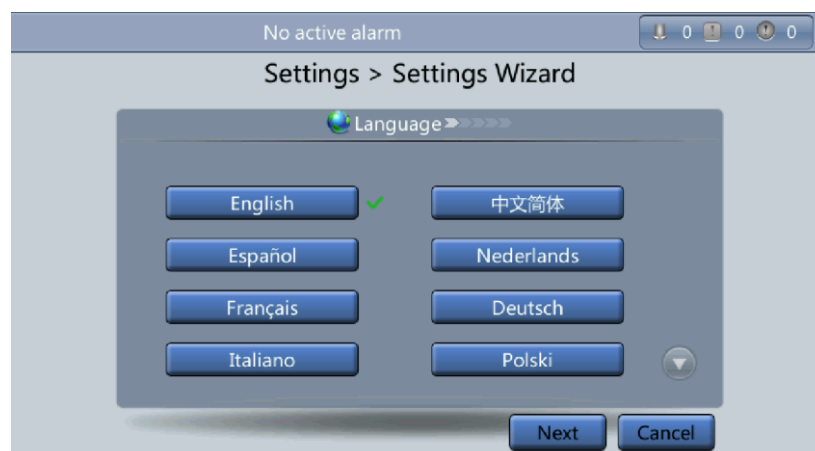 No active alarm 0 0 0
Settings > Settings Wizard
Language
English 中文简体
Español Nederlands
Français Deutsch
Italiano Polski
Next Cancel